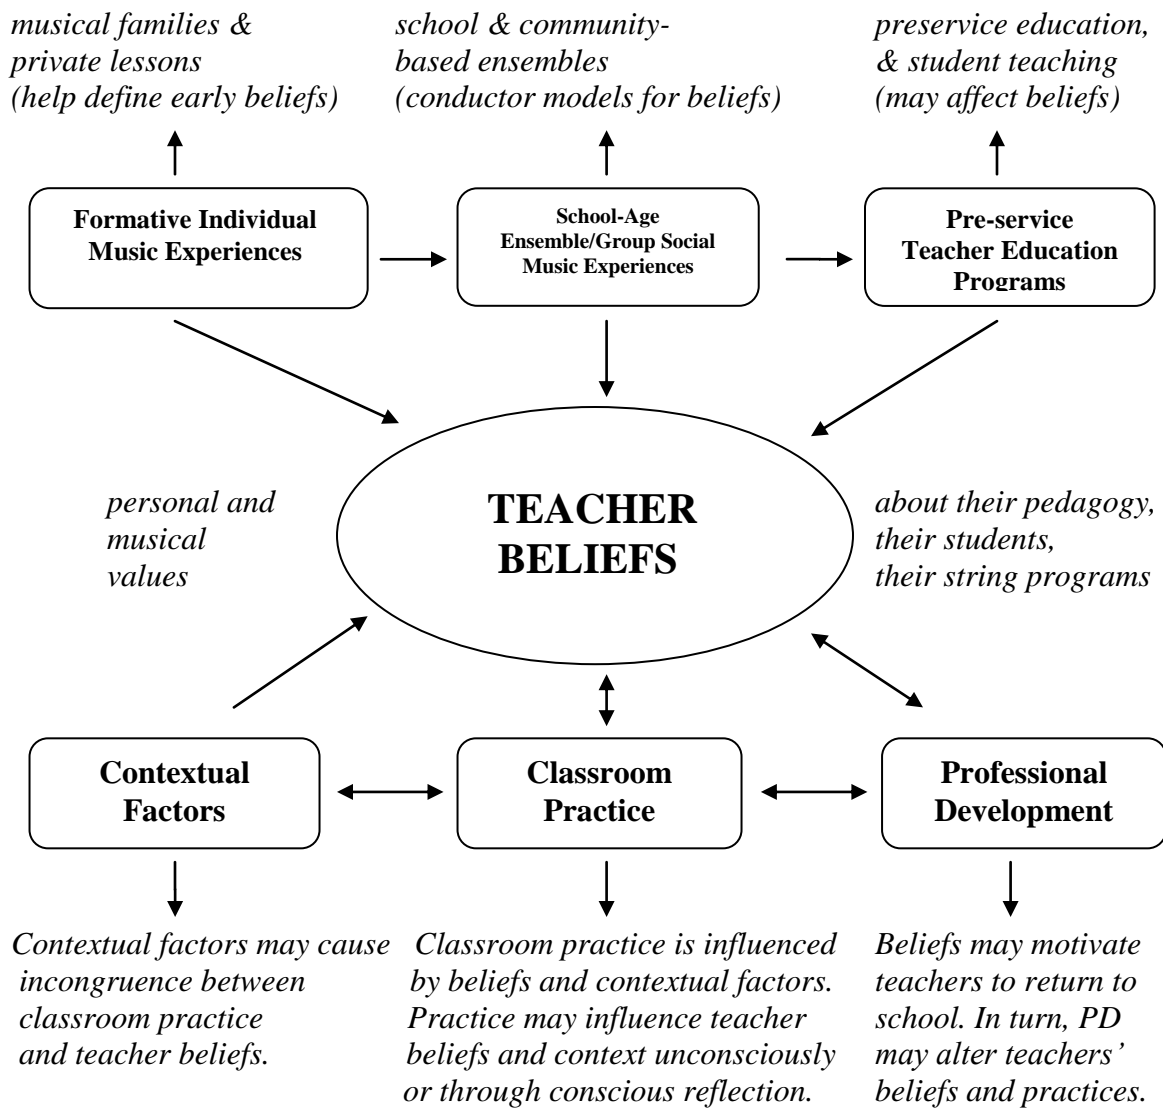 musical families &
private lessons
(help define early beliefs)
school & community-
based ensembles
(conductor models for beliefs)
preservice education,
& student teaching
(may affect beliefs)
Formative Individual
Music Experiences
School-Age
Ensemble/Group Social
Music Experiences
Pre-service
Teacher Education
Programs
TEACHER
BELIEFS
personal and
musical
values
about their pedagogy,
their students,
their string programs
Contextual
Factors
Classroom
Practice
Professional
Development
Contextual factors may cause
incongruence between
classroom practice
and teacher beliefs.
Classroom practice is influenced
by beliefs and contextual factors.
Practice may influence teacher
beliefs and context unconsciously
or through conscious reflection.
Beliefs may motivate
teachers to return to
school. In turn, PD
may alter teachers’
beliefs and practices.